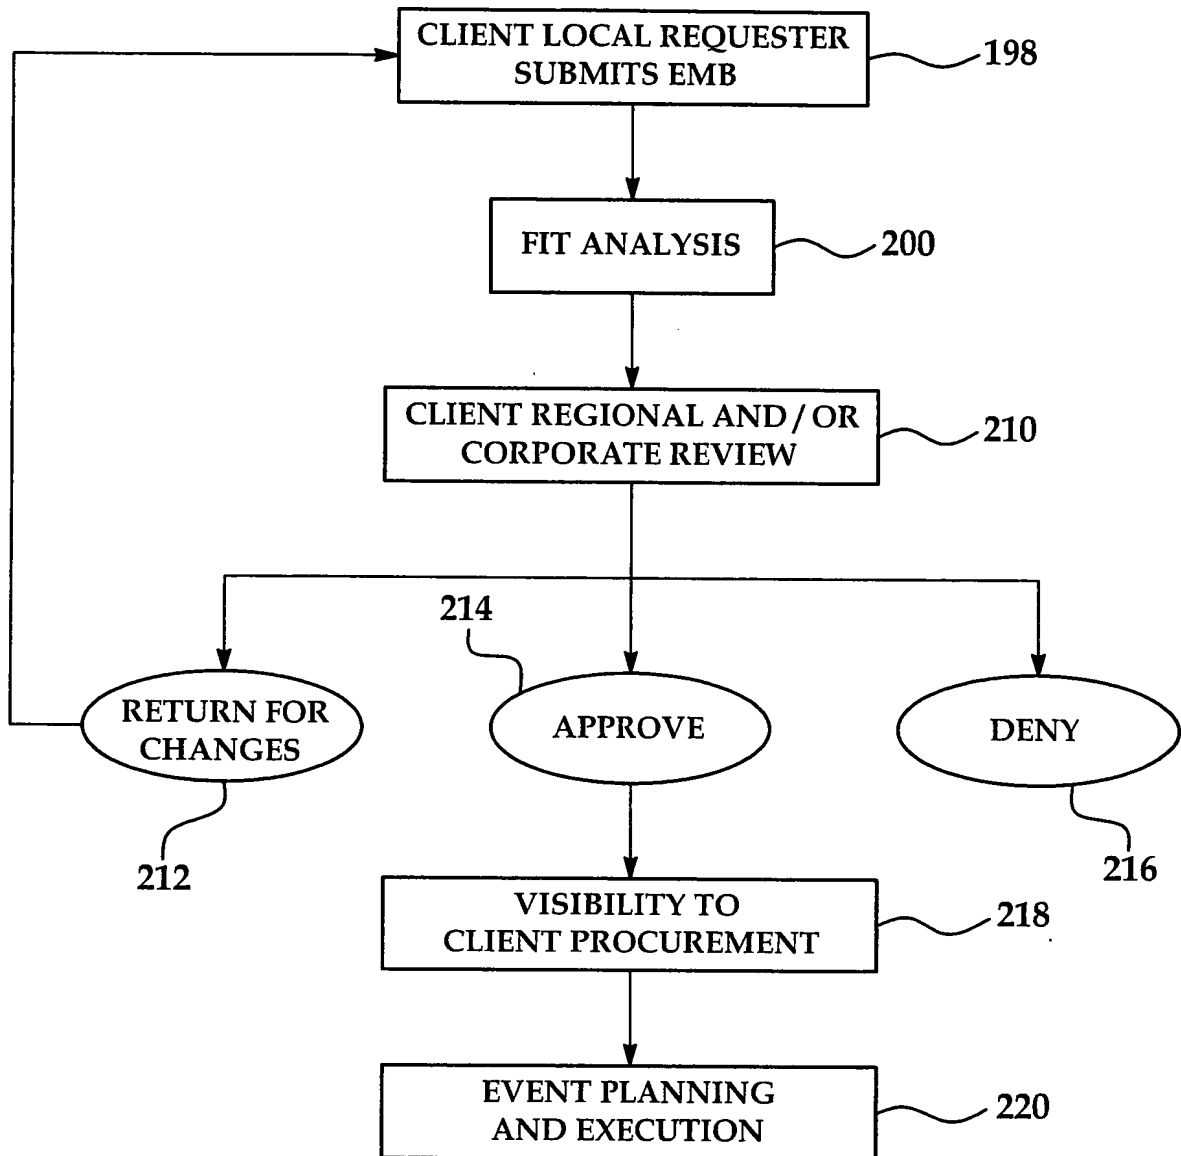 CLIENT LOCAL REQUESTER
SUBMITS EMB
198
FIT ANALYSIS
200
CLIENT REGIONAL AND/OR
CORPORATE REVIEW
210
214
RETURN FOR
CHANGES
APPROVE
DENY
212
216
VISIBILITY TO
CLIENT PROCUREMENT
218
EVENT PLANNING
AND EXECUTION
220